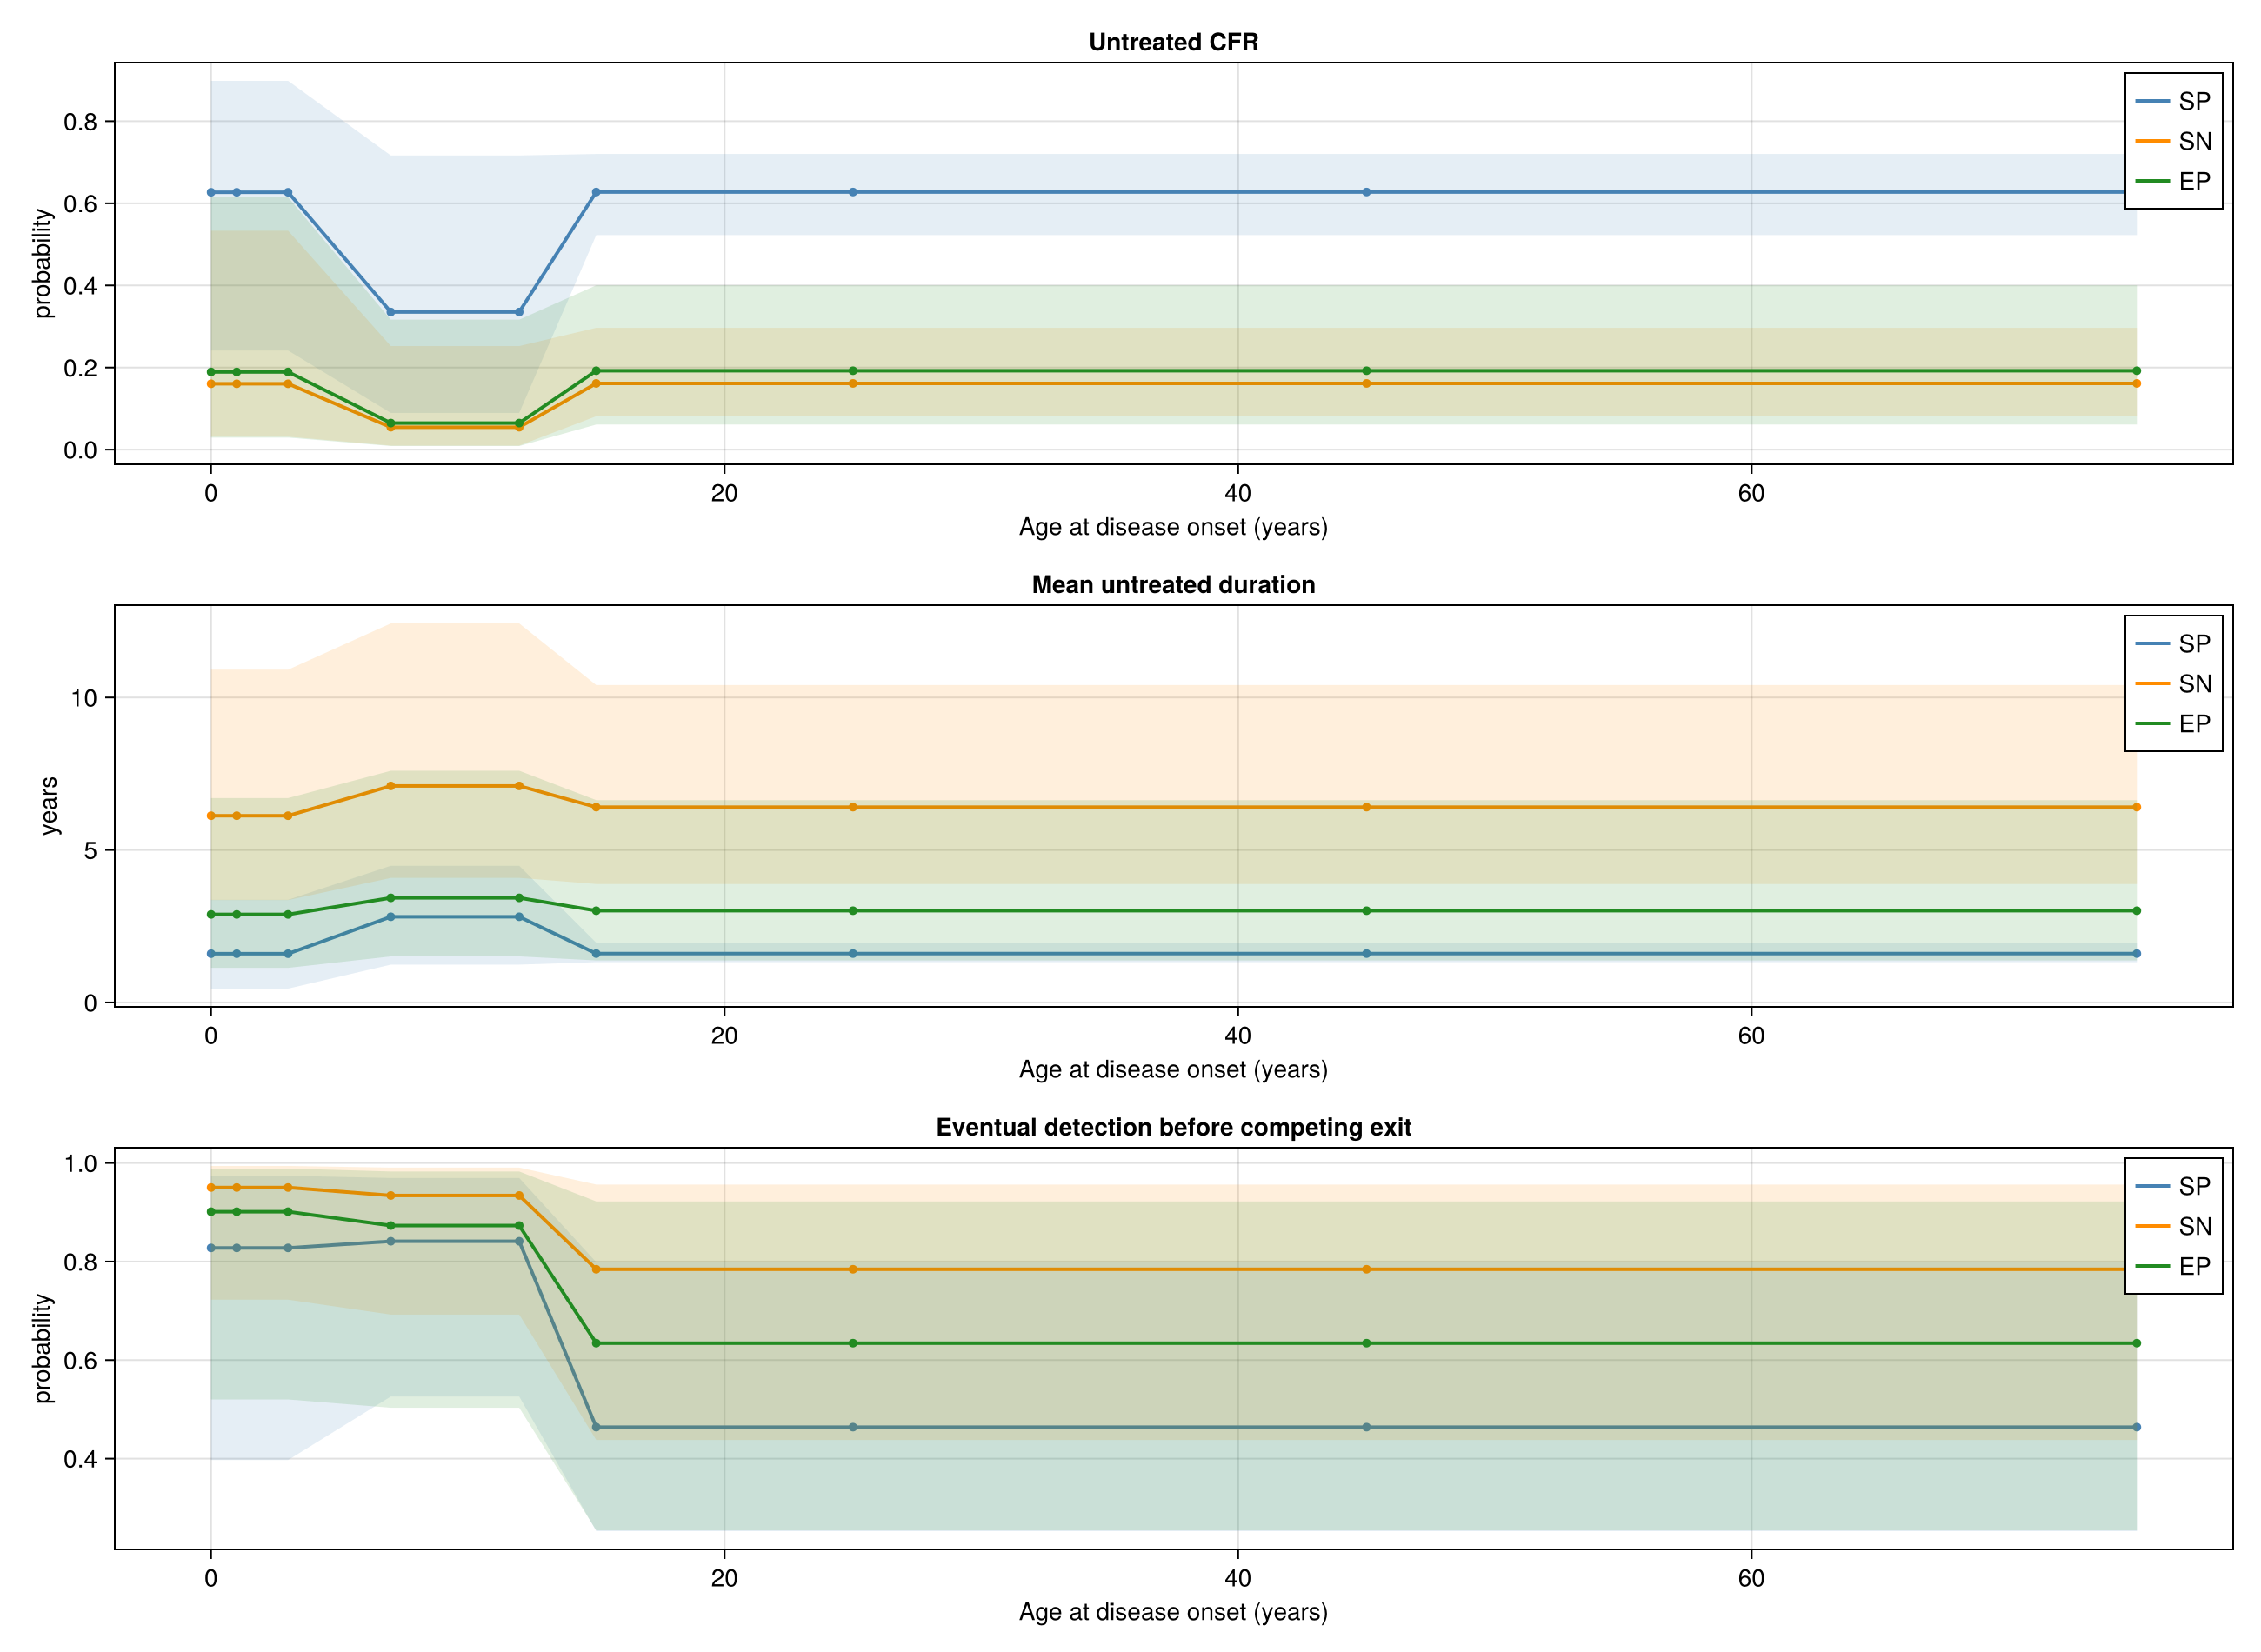 Untreated CFR
0.8
0.6
0.4
0.2
0.0
probability
SP
SN
EP
0 20 40 60
Age at disease onset (years)
Mean untreated duration
10
5
0
years
SP
SN
EP
0 20 40 60
Age at disease onset (years)
Eventual detection before competing exit
1.0
0.8
0.6
0.4
probability
SP
SN
EP
0 20 40 60
Age at disease onset (years)